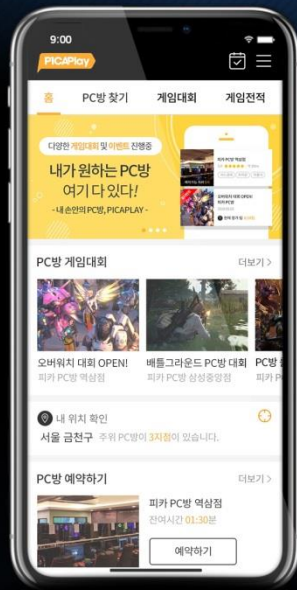 9:00
PICAPlay
홈 PC방 찾기 게임대회 게임전적
다양한 게임대회 및 이벤트 진행중
내가 원하는 PC방
여기 다 있다!
- 내 손안의 PC방, PICAPLAY -
PC방 게임대회 더보기 >
오버워치 대회 OPEN! 배틀그라운드 PC방 대회 PC방
피카 PC방 역삼점 피카 PC방 삼성중앙점 피카 P
내 위치 확인
서울 금천구 주위 PC방이 3지점이 있습니다.
PC방 예약하기 더보기 >
피카 PC방 역삼점
잔여시간 01:30분
예약하기